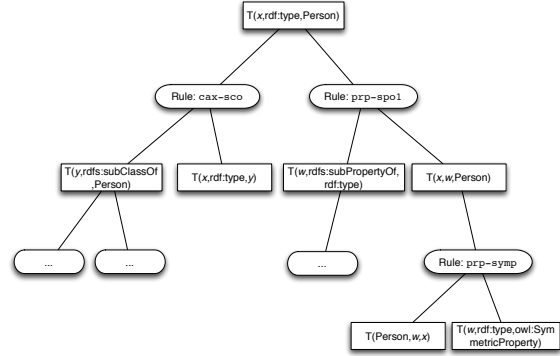 T(x,rdf:type,Person)
Rule: cax-sco
Rule: prp-spo1
T(y,rdfs:subClassOf
,Person)
T(x,rdf:type,y)
T(w,rdfs:subPropertyOf,
rdf:type)
T(x,w,Person)
...
...
...
Rule: prp-symp
T(Person,w,x)
T(w,rdf:type,owl:Sym
metricProperty)